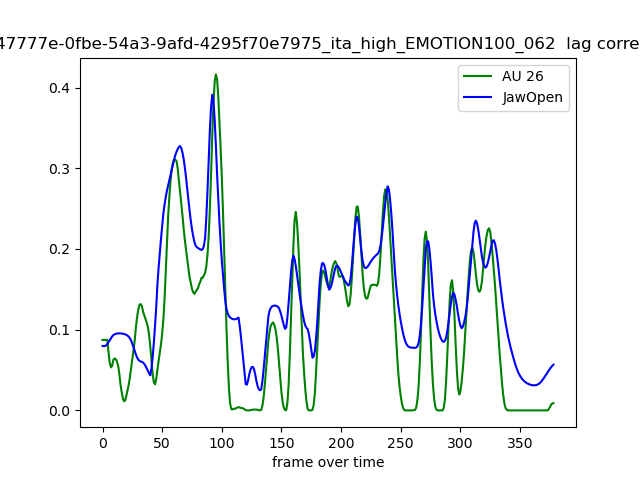 47777e-0fbe-54a3-9afd-4295f70e7975_ita_high_EMOTION100_062 lag corre
AU 26
JawOpen
0.4
0.3
0.2
0.1
0.0
0 50 100 150 200 250 300 350
frame over time